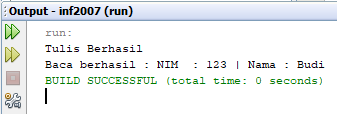 Output - inf2007 (run)
run:
Tulis Berhasil
Baca berhasil : NIM  : 123 | Nama : Budi
BUILD SUCCESSFUL (total time: 0 seconds)